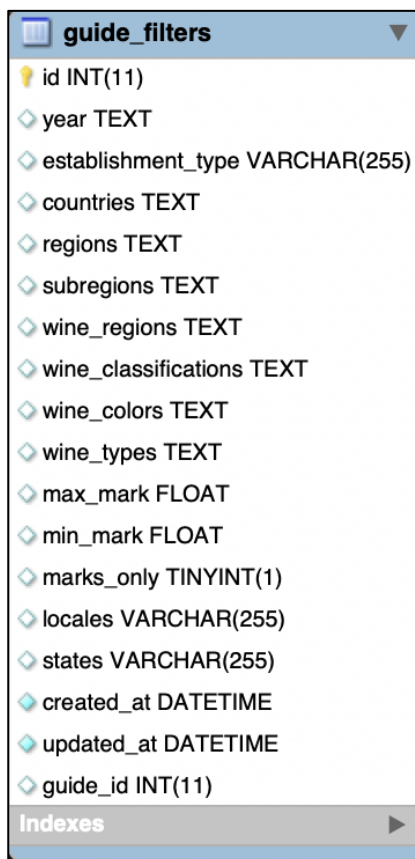 guide_filters
id INT(11)
year TEXT
establishment_type VARCHAR(255)
countries TEXT
regions TEXT
subregions TEXT
wine_regions TEXT
wine_classifications TEXT
wine_colors TEXT
wine_types TEXT
max_mark FLOAT
min_mark FLOAT
marks_only TINYINT(1)
locales VARCHAR(255)
states VARCHAR(255)
created_at DATETIME
updated_at DATETIME
guide_id INT(11)
Indexes